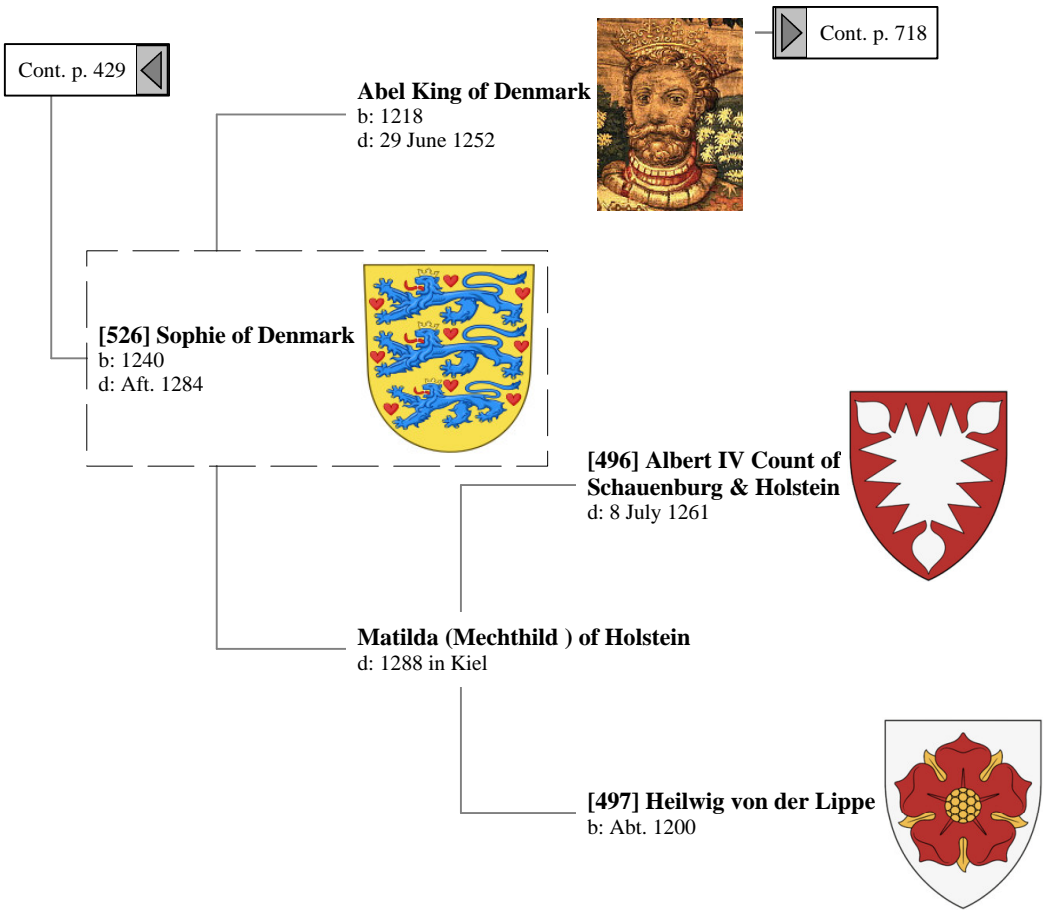 Cont. p. 429
Cont. p. 718
Abel King of Denmark
b: 1218
d: 29 June 1252
[526] Sophie of Denmark
b: 1240
d: Aft. 1284
[496] Albert IV Count of
Schauenburg & Holstein
d: 8 July 1261
Matilda (Mechthild ) of Holstein
d: 1288 in Kiel
[497] Heilwig von der Lippe
b: Abt. 1200